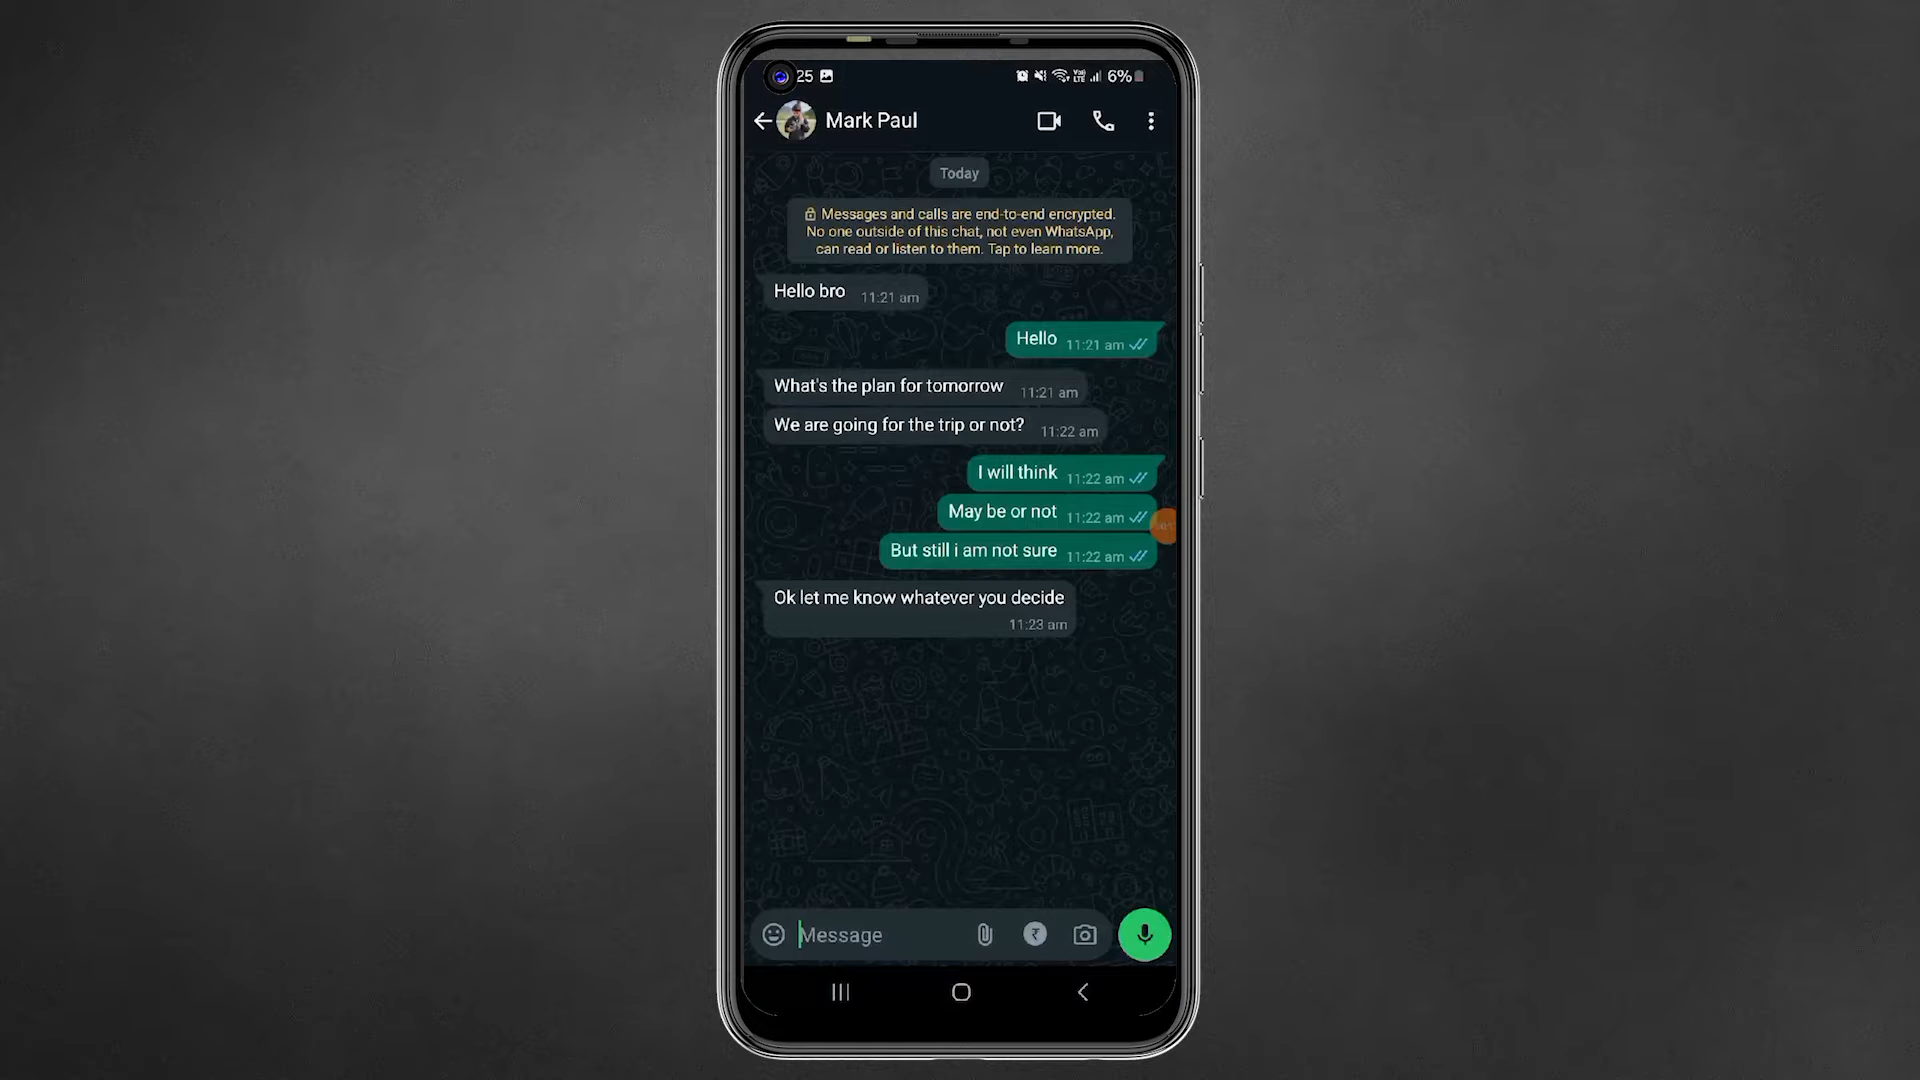 25
6%
Mark Paul
Today
Messages and calls are end-to-end encrypted.
No one outside of this chat, not even WhatsApp,
can read or listen to them. Tap to learn more.
Hello bro 11:21 am
Hello 11:21 am
What's the plan for tomorrow 11:21 am
We are going for the trip or not? 11:22 am
I will think 11:22 am
May be or not 11:22 am
But still i am not sure 11:22 am
Ok let me know whatever you decide
11:23 am
Message